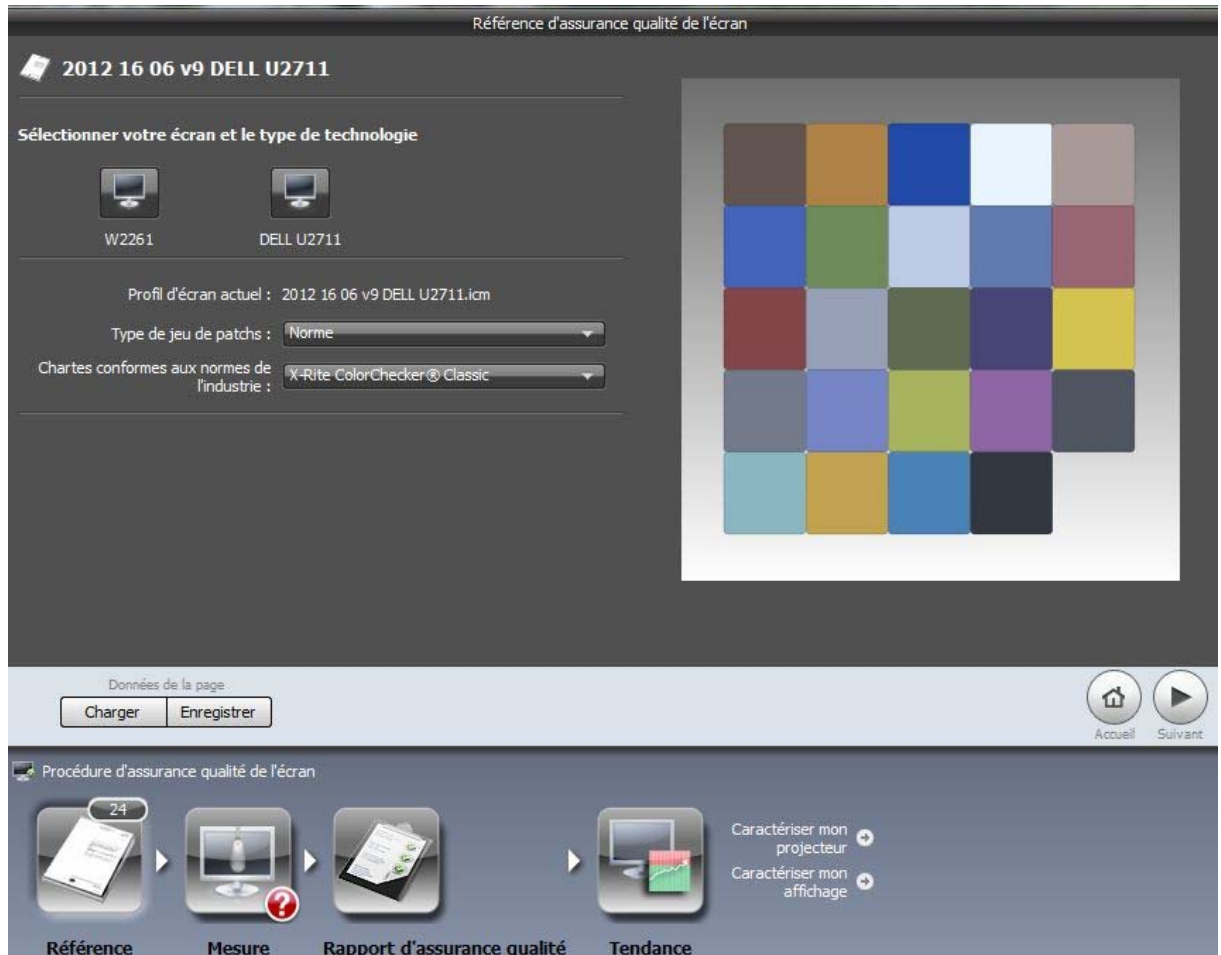 Référence d'assurance qualité de l'écran
2012 16 06 v9 DELL U2711
Sélectionner votre écran et le type de technologie
W2261
DELL U2711
Profil d'écran actuel : 2012 16 06 v9 DELL U2711.icm
Type de jeu de patchs : Norme
Chartes conformes aux normes de
l'industrie : X-Rite ColorChecker® Classic
Données de la page
Charger Enregistrer
Accueil Suivant
Procédure d'assurance qualité de l'écran
24
?
Caractériser mon
projecteur
Caractériser mon
affichage
Référence Mesure Rapport d'assurance qualité Tendance